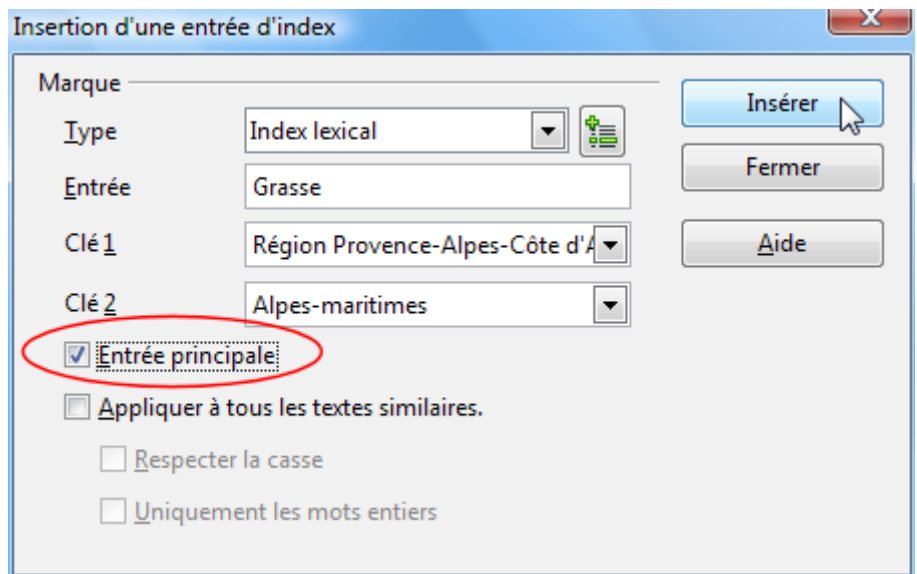 Insertion d'une entrée d'index
Marque
Type Index lexical
Entrée Grasse
Clé 1 Région Provence-Alpes-Côte d'A
Clé 2 Alpes-maritimes
Entrée principale
Appliquer à tous les textes similaires.
Respecter la casse
Uniquement les mots entiers
Insérer
Fermer
Aide